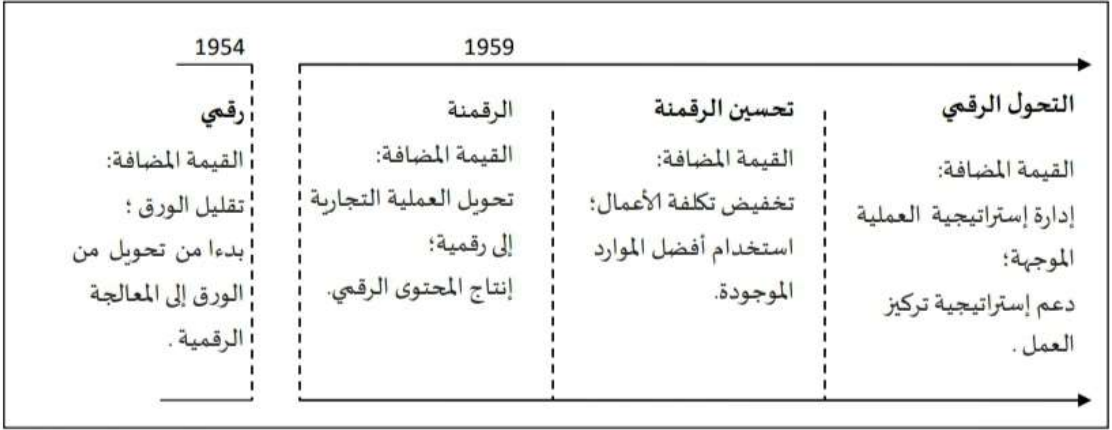 1954
1959
رقمي
القيمة المضافة:
تقليل الورق ؛
بدءا من تحويل من
الورق إلى المعالجة
الرقمية .
الرقمنة
القيمة المضافة:
تحويل العملية التجارية
إلى رقمية؛
إنتاج المحتوى الرقمي.
تحسين الرقمنة
القيمة المضافة:
تخفيض تكلفة الأعمال؛
استخدام أفضل الموارد
الموجودة.
التحول الرقمي
القيمة المضافة:
إدارة إستراتيجية العملية
الموجهة؛
دعم إستراتيجية تركيز
العمل .